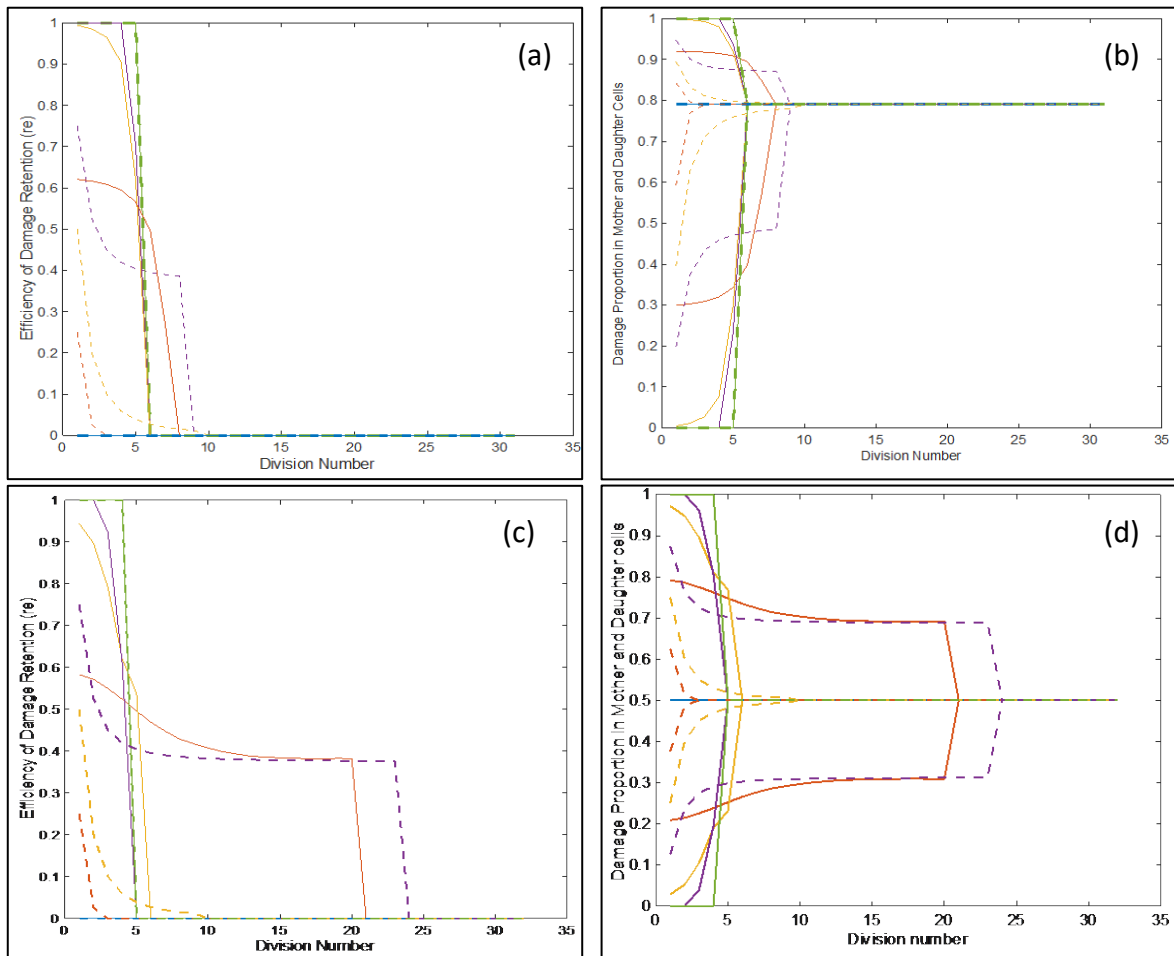 (a)
Efficiency of Damage Retention (re)
1
0.9
0.8
0.7
0.6
0.5
0.4
0.3
0.2
0.1
0
0 5 10 15 20 25 30 35
Division Number
(b)
Damage Proportion in Mother and Daughter Cells
1
0.9
0.8
0.7
0.6
0.5
0.4
0.3
0.2
0.1
0
0 5 10 15 20 25 30 35
Division Number
(c)
Efficiency of Damage Retention (re)
1
0.9
0.8
0.7
0.6
0.5
0.4
0.3
0.2
0.1
0
0 5 10 15 20 25 30 35
Division Number
(d)
Damage Proportion in Mother and Daughter cells
1
0.9
0.8
0.7
0.6
0.5
0.4
0.3
0.2
0.1
0
0 5 10 15 20 25 30 35
Division number